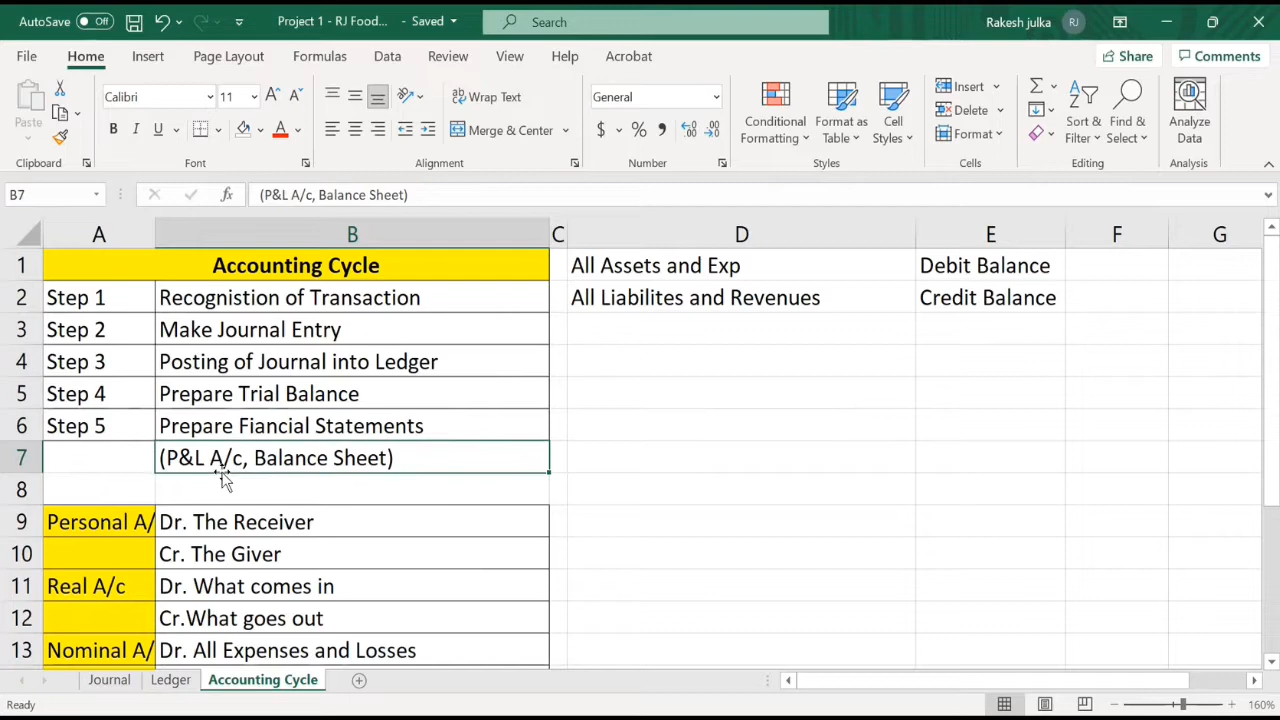 AutoSave Off Project 1 - RJ Food... - Saved Search Rakesh julka RJ
File Home Insert Page Layout Formulas Data Review View Help Acrobat Share Comments
Paste Calibri 11 A A Wrap Text General Conditional Formatting Format as Table Cell Styles Insert Σ Sort & Filter Find & Select Analyze Data
B I U A Merge & Center $ % , Delete
Format
Clipboard Font Alignment Number Styles Cells Editing Analysis
B7 fx (P&L A/c, Balance Sheet)
A B C D E F G
1 Accounting Cycle All Assets and Exp Debit Balance
2 Step 1 Recognistion of Transaction All Liabilites and Revenues Credit Balance
3 Step 2 Make Journal Entry
4 Step 3 Posting of Journal into Ledger
5 Step 4 Prepare Trial Balance
6 Step 5 Prepare Fiancial Statements
7 (P&L A/c, Balance Sheet)
8
9 Personal A/ Dr. The Receiver
10 Cr. The Giver
11 Real A/c Dr. What comes in
12 Cr.What goes out
13 Nominal A/ Dr. All Expenses and Losses
Journal Ledger Accounting Cycle
Ready 160%